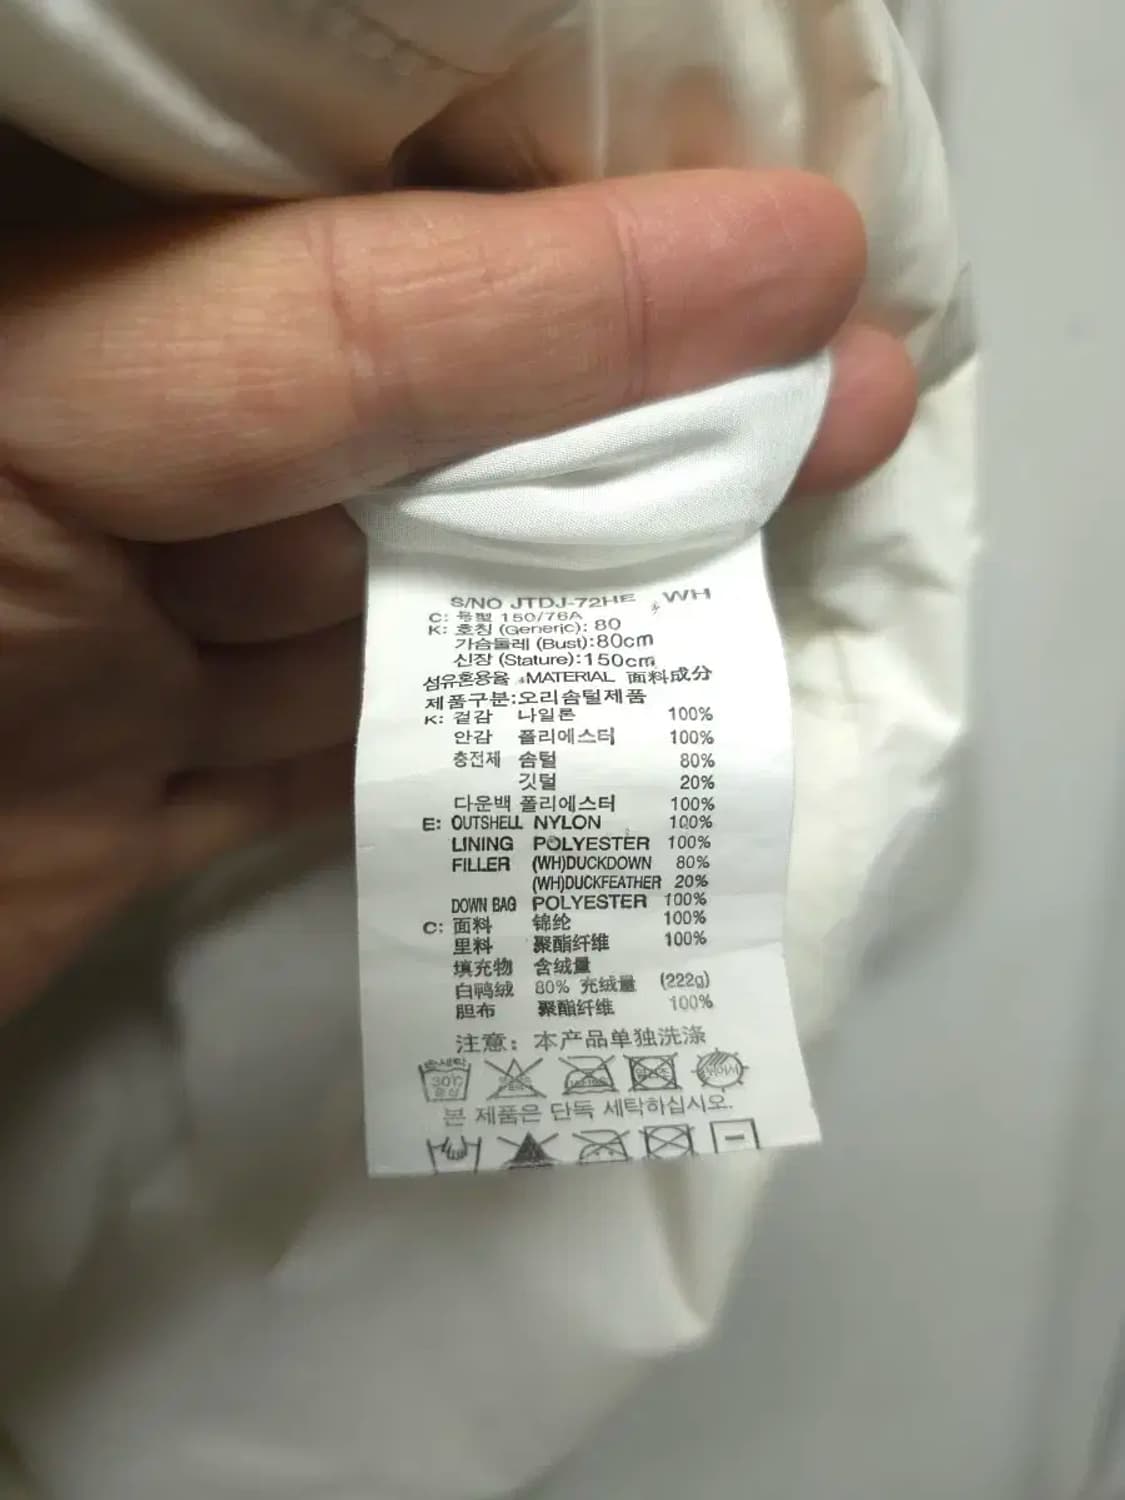 S/NO JTDJ-72HE WH
C: 号型 150/76A
K: 호칭 (Generic): 80
가슴둘레 (Bust):80cm
신장 (Stature):150cm
섬유혼용율 MATERIAL 面料成分
제품구분:오리솜털제품
K: 겉감 나일론 100%
안감 폴리에스터 100%
충전제 솜털 80%
깃털 20%
다운백 폴리에스터 100%
E: OUTSHELL NYLON 100%
LINING POLYESTER 100%
FILLER (WH)DUCKDOWN 80%
(WH)DUCKFEATHER 20%
DOWN BAG POLYESTER 100%
C: 面料 锦纶 100%
里料 聚酯纤维 100%
填充物 含绒量
白鸭绒 80% 充绒量 (222g)
胆布 聚酯纤维 100%
注意：本产品单独洗涤
손세탁 30℃ 중성
본 제품은 단독 세탁하십시오.